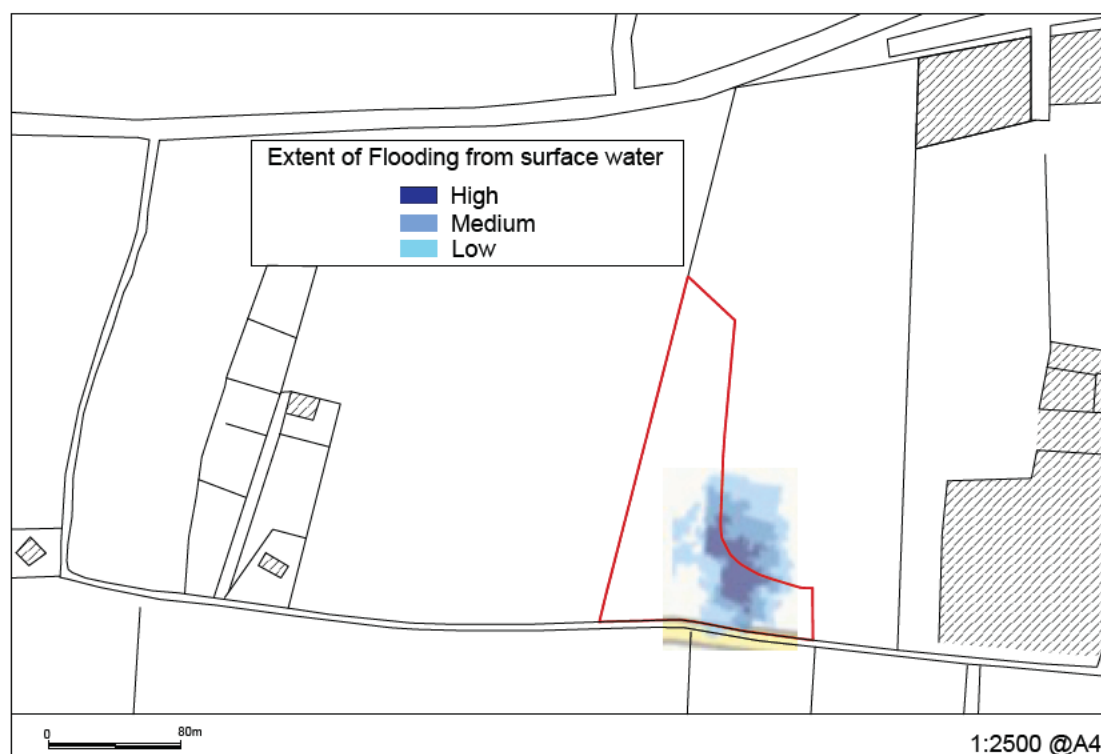 Extent of Flooding from surface water
High
Medium
Low
0 80m
1:2500 @A4